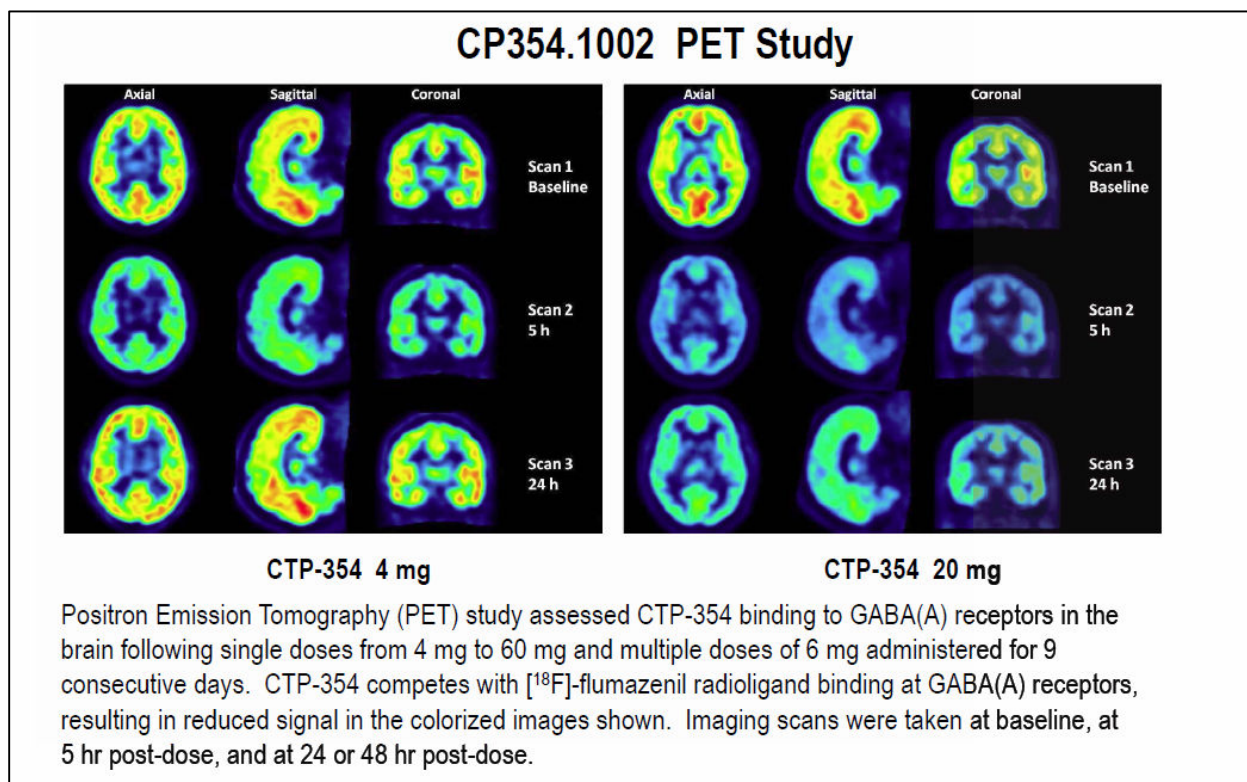 CP354.1002 PET Study
Axial Sagittal Coronal
Scan 1
Baseline
Scan 2
5 h
Scan 3
24 h
Axial Sagittal Coronal
Scan 1
Baseline
Scan 2
5 h
Scan 3
24 h
CTP-354 4 mg
CTP-354 20 mg
Positron Emission Tomography (PET) study assessed CTP-354 binding to GABA(A) receptors in the
brain following single doses from 4 mg to 60 mg and multiple doses of 6 mg administered for 9
consecutive days. CTP-354 competes with [¹⁸F]-flumazenil radioligand binding at GABA(A) receptors,
resulting in reduced signal in the colorized images shown. Imaging scans were taken at baseline, at
5 hr post-dose, and at 24 or 48 hr post-dose.